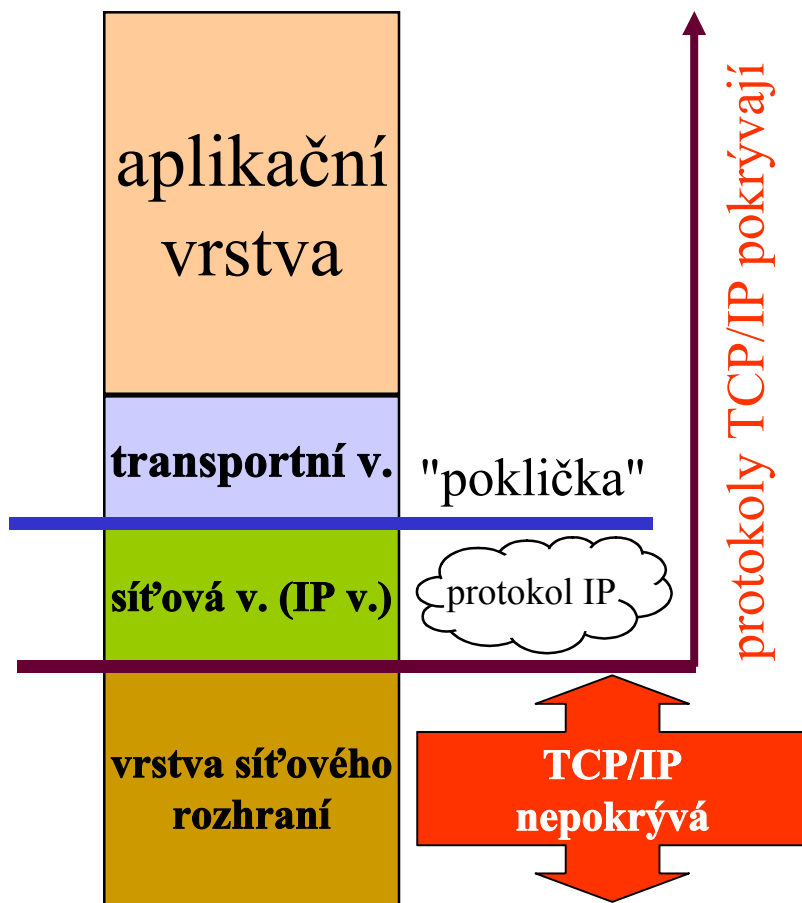 aplikační
vrstva
transportní v.
"poklička"
síťová v. (IP v.)
protokol IP
vrstva síťového
rozhraní
TCP/IP
nepokrývá
protokoly TCP/IP pokrývají